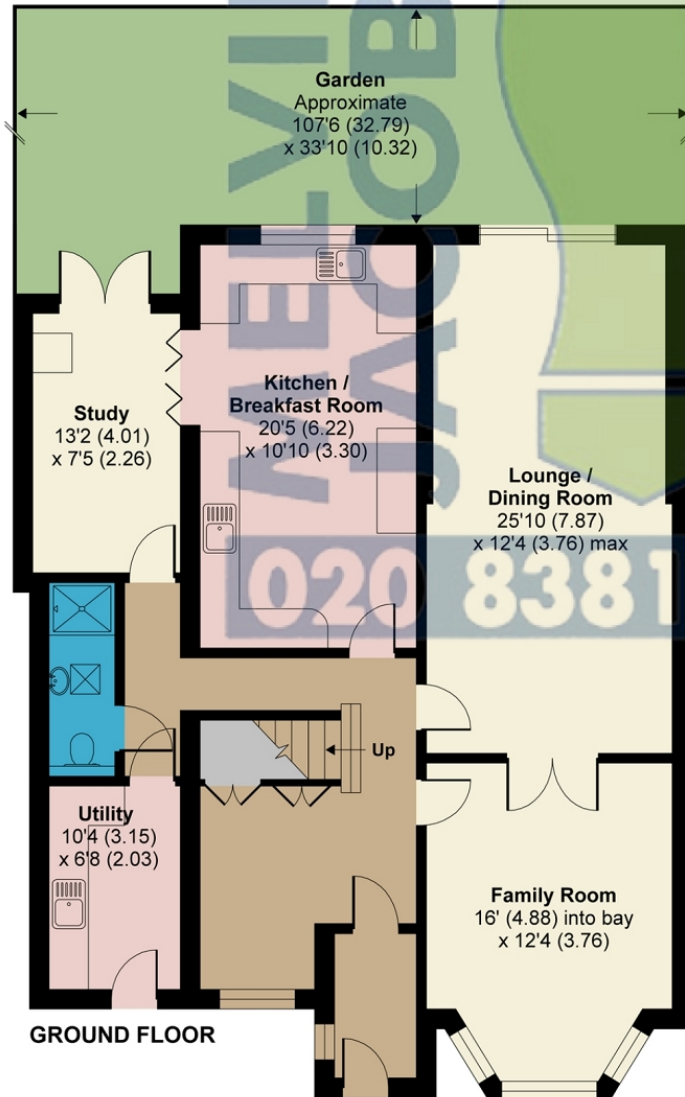 Garden
Approximate
107'6 (32.79)
x 33'10 (10.32)
Study
13'2 (4.01)
x 7'5 (2.26)
Kitchen /
Breakfast Room
20'5 (6.22)
x 10'10 (3.30)
Lounge /
Dining Room
25'10 (7.87)
x 12'4 (3.76) max
Up
Utility
10'4 (3.15)
x 6'8 (2.03)
Family Room
16' (4.88) into bay
x 12'4 (3.76)
GROUND FLOOR
MELVI
JACOB
020 8381